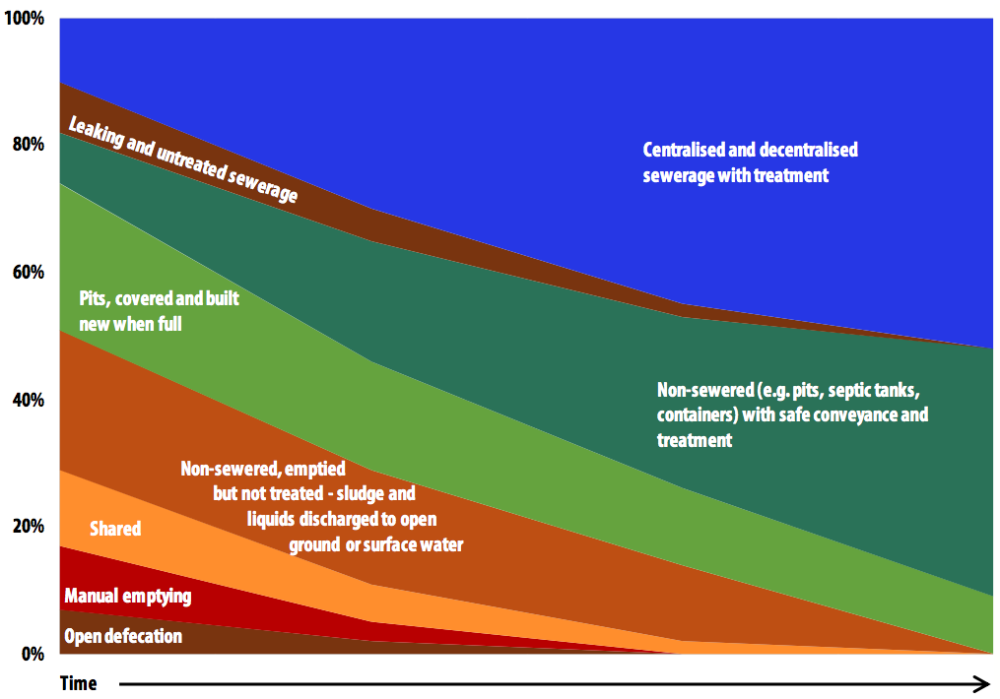 100%
80%
60%
40%
20%
0%
Leaking and untreated sewerage
Centralised and decentralised
sewerage with treatment
Pits, covered and built
new when full
Non-sewered (e.g. pits, septic tanks,
containers) with safe conveyance and
treatment
Non-sewered, emptied
but not treated - sludge and
liquids discharged to open
ground or surface water
Shared
Manual emptying
Open defecation
Time